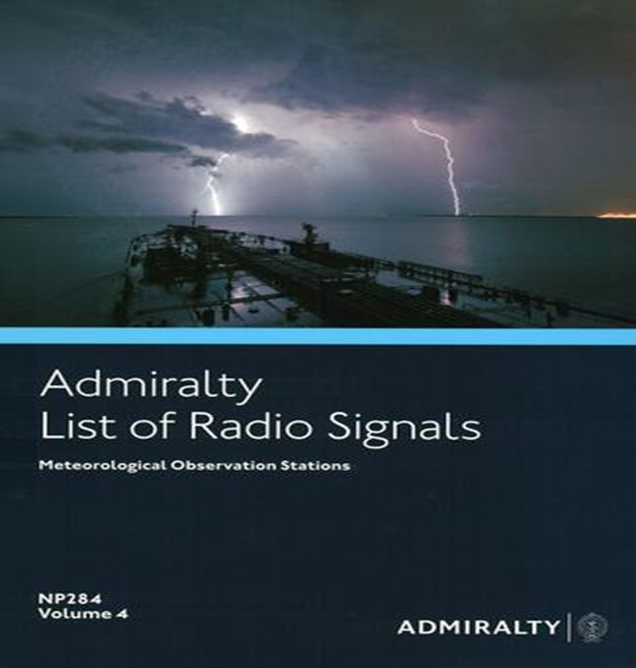 Admiralty
List of Radio Signals
Meteorological Observation Stations
NP284
Volume 4
ADMIRALTY